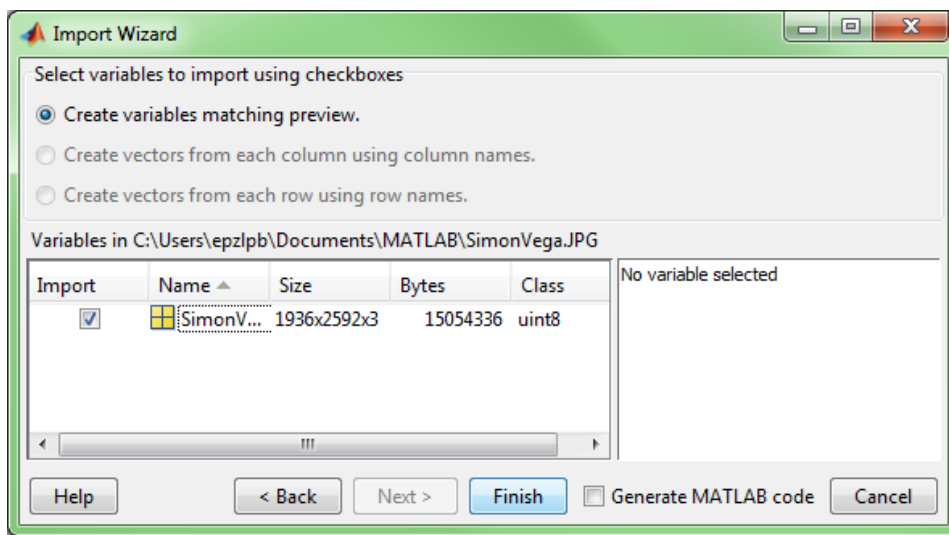 Import Wizard
Select variables to import using checkboxes
Create variables matching preview.
Create vectors from each column using column names.
Create vectors from each row using row names.
Variables in C:\Users\epzlpb\Documents\MATLAB\SimonVega.JPG
Import Name Size Bytes Class
SimonV... 1936x2592x3 15054336 uint8
No variable selected
Help < Back Next > Finish Generate MATLAB code Cancel